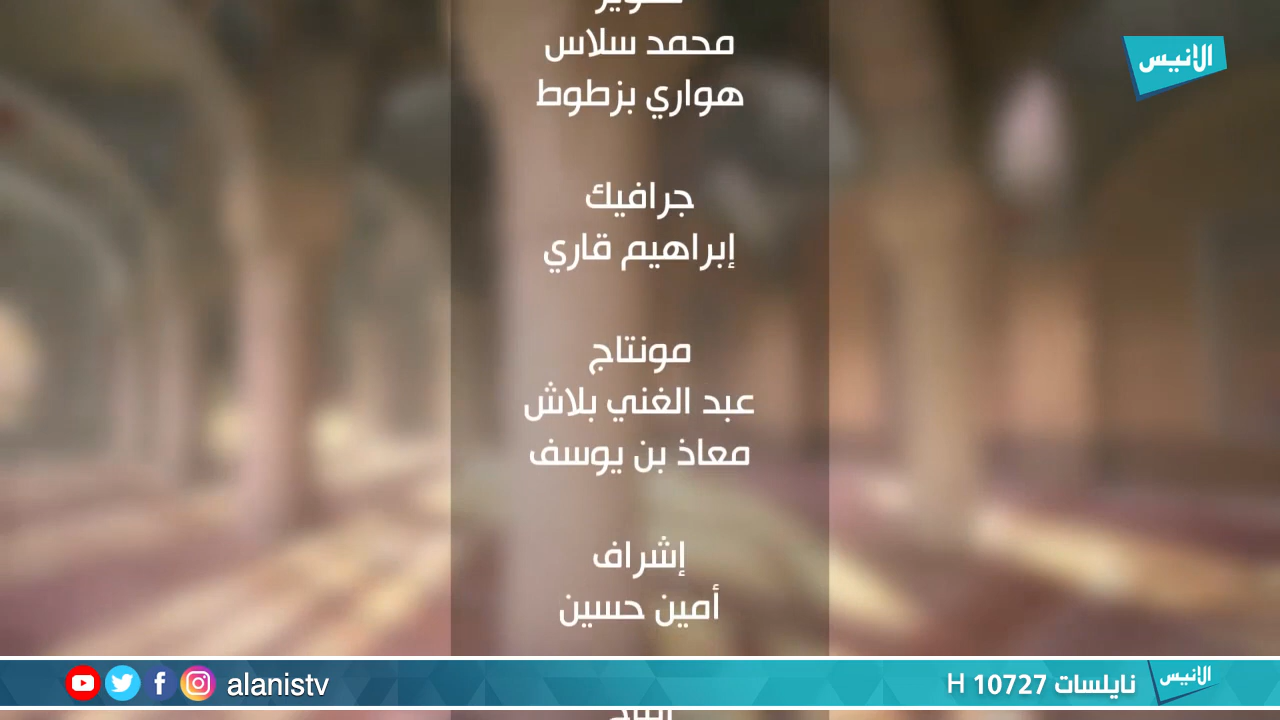 تصوير
محمد سلاس
هواري بزطوط
جرافيك
إبراهيم قاري
مونتاج
عبد الغني بلاش
معاذ بن يوسف
إشراف
أمين حسين
الانيس
alanistv
نايلسات 10727 H
الانيس